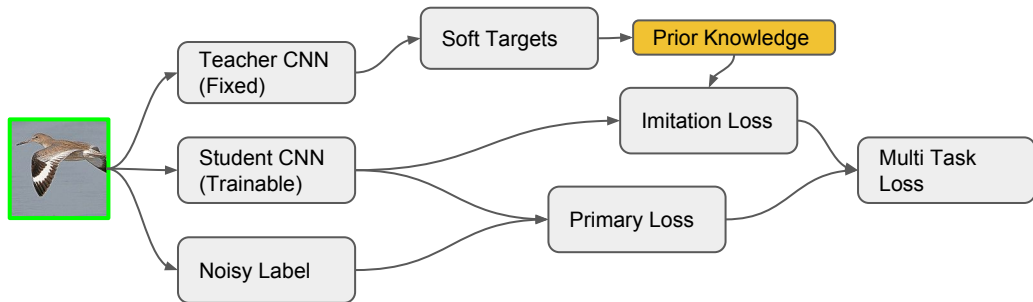 Soft Targets
Prior Knowledge
Teacher CNN
(Fixed)
Imitation Loss
Student CNN
(Trainable)
Multi Task
Loss
Primary Loss
Noisy Label